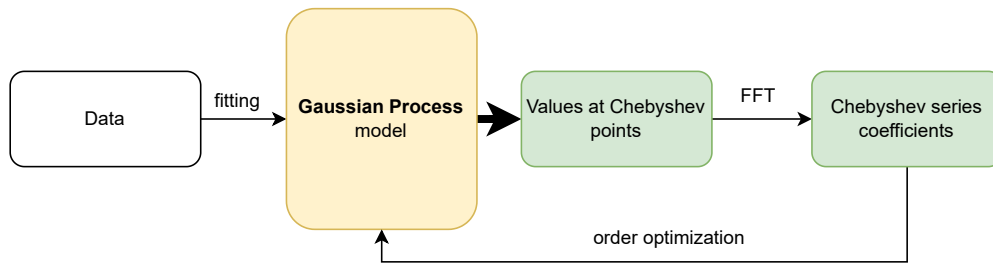 Data
fitting
Gaussian Process
model
Values at Chebyshev
points
FFT
Chebyshev series
coefficients
order optimization